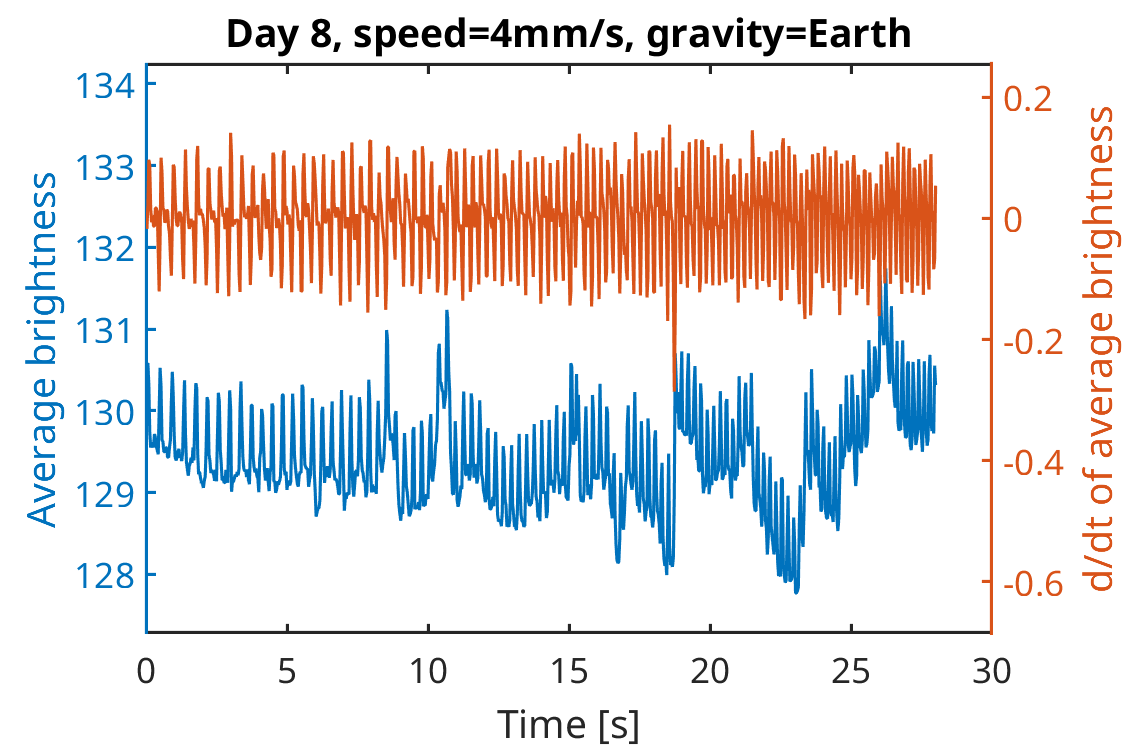 Day 8, speed=4mm/s, gravity=Earth
Average brightness
134
133
132
131
130
129
128
0.2
0
-0.2
-0.4
-0.6
d/dt of average brightness
0 5 10 15 20 25 30
Time [s]